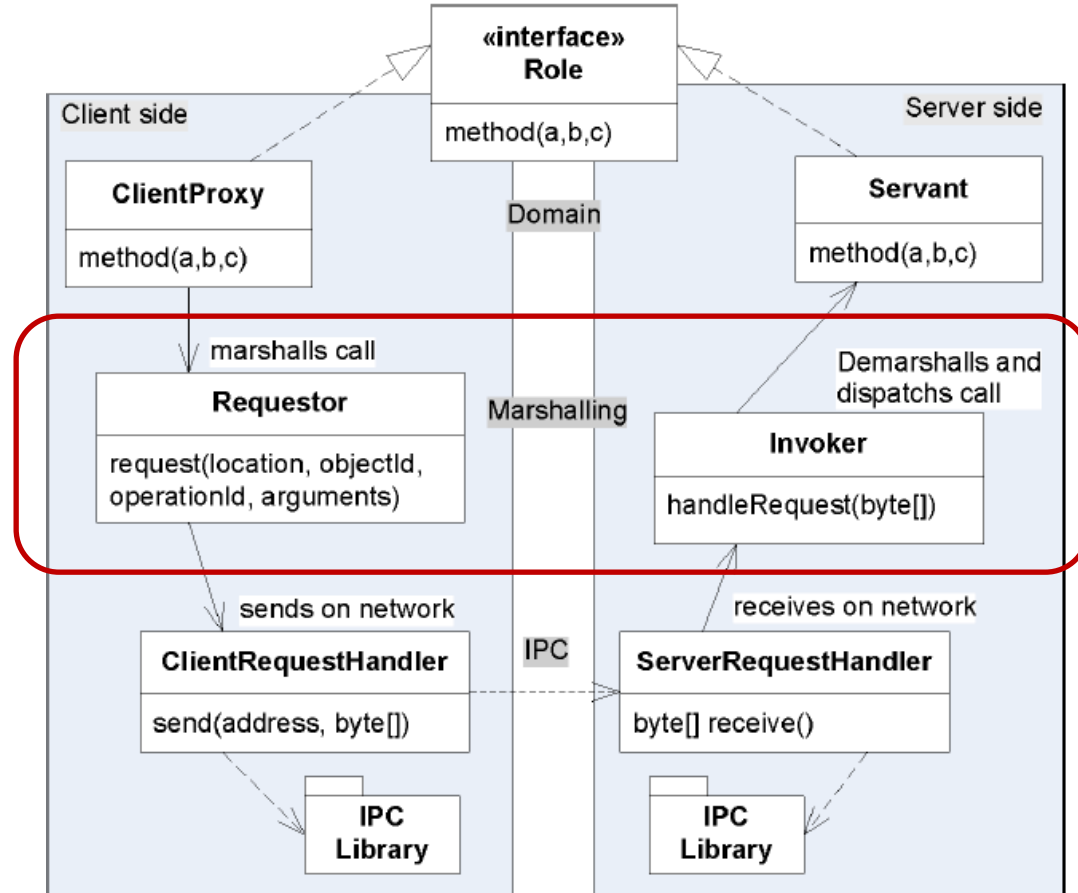 «interface»
Role
method(a,b,c)
Client side
Server side
ClientProxy
method(a,b,c)
Domain
Servant
method(a,b,c)
marshalls call
Requestor
request(location, objectId,
operationId, arguments)
Marshalling
Demarshalls and
dispatchs call
Invoker
handleRequest(byte[])
sends on network
ClientRequestHandler
send(address, byte[])
IPC
receives on network
ServerRequestHandler
byte[] receive()
IPC
Library
IPC
Library